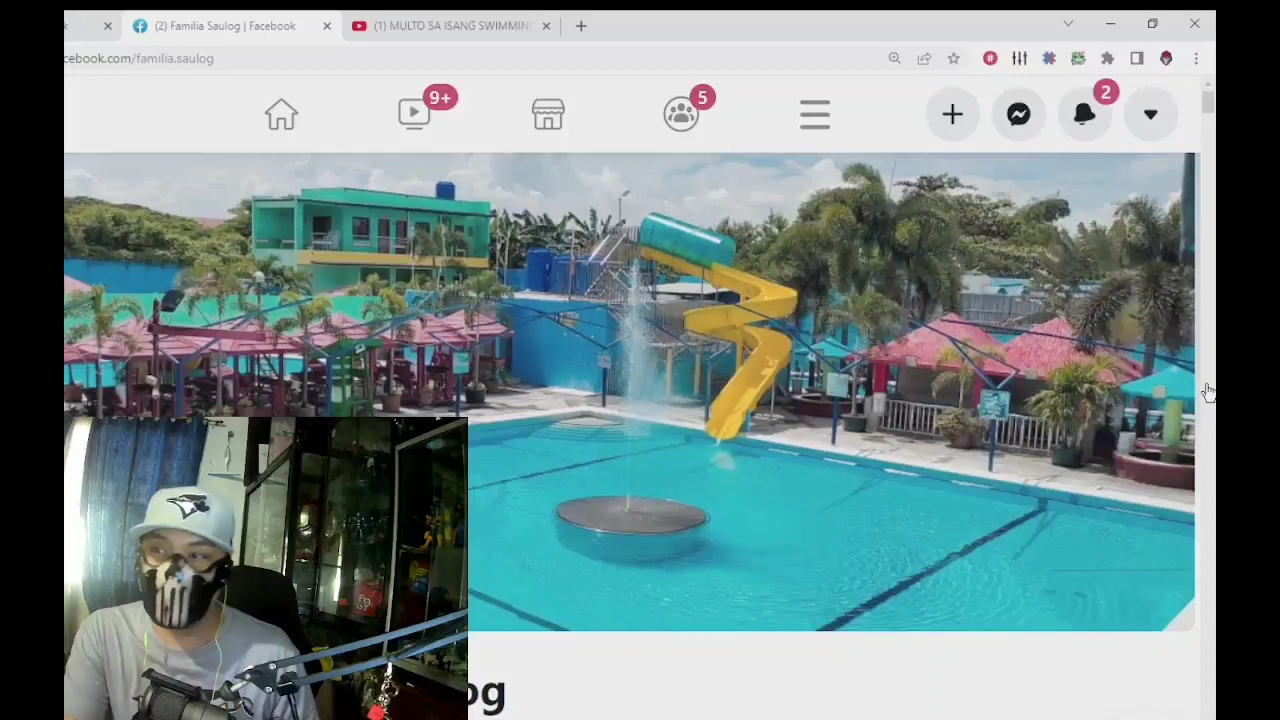 (2) Familia Saulog | Facebook
(1) MULTO SA ISANG SWIMMIN
cebook.com/familia.saulog
9+
5
2
og